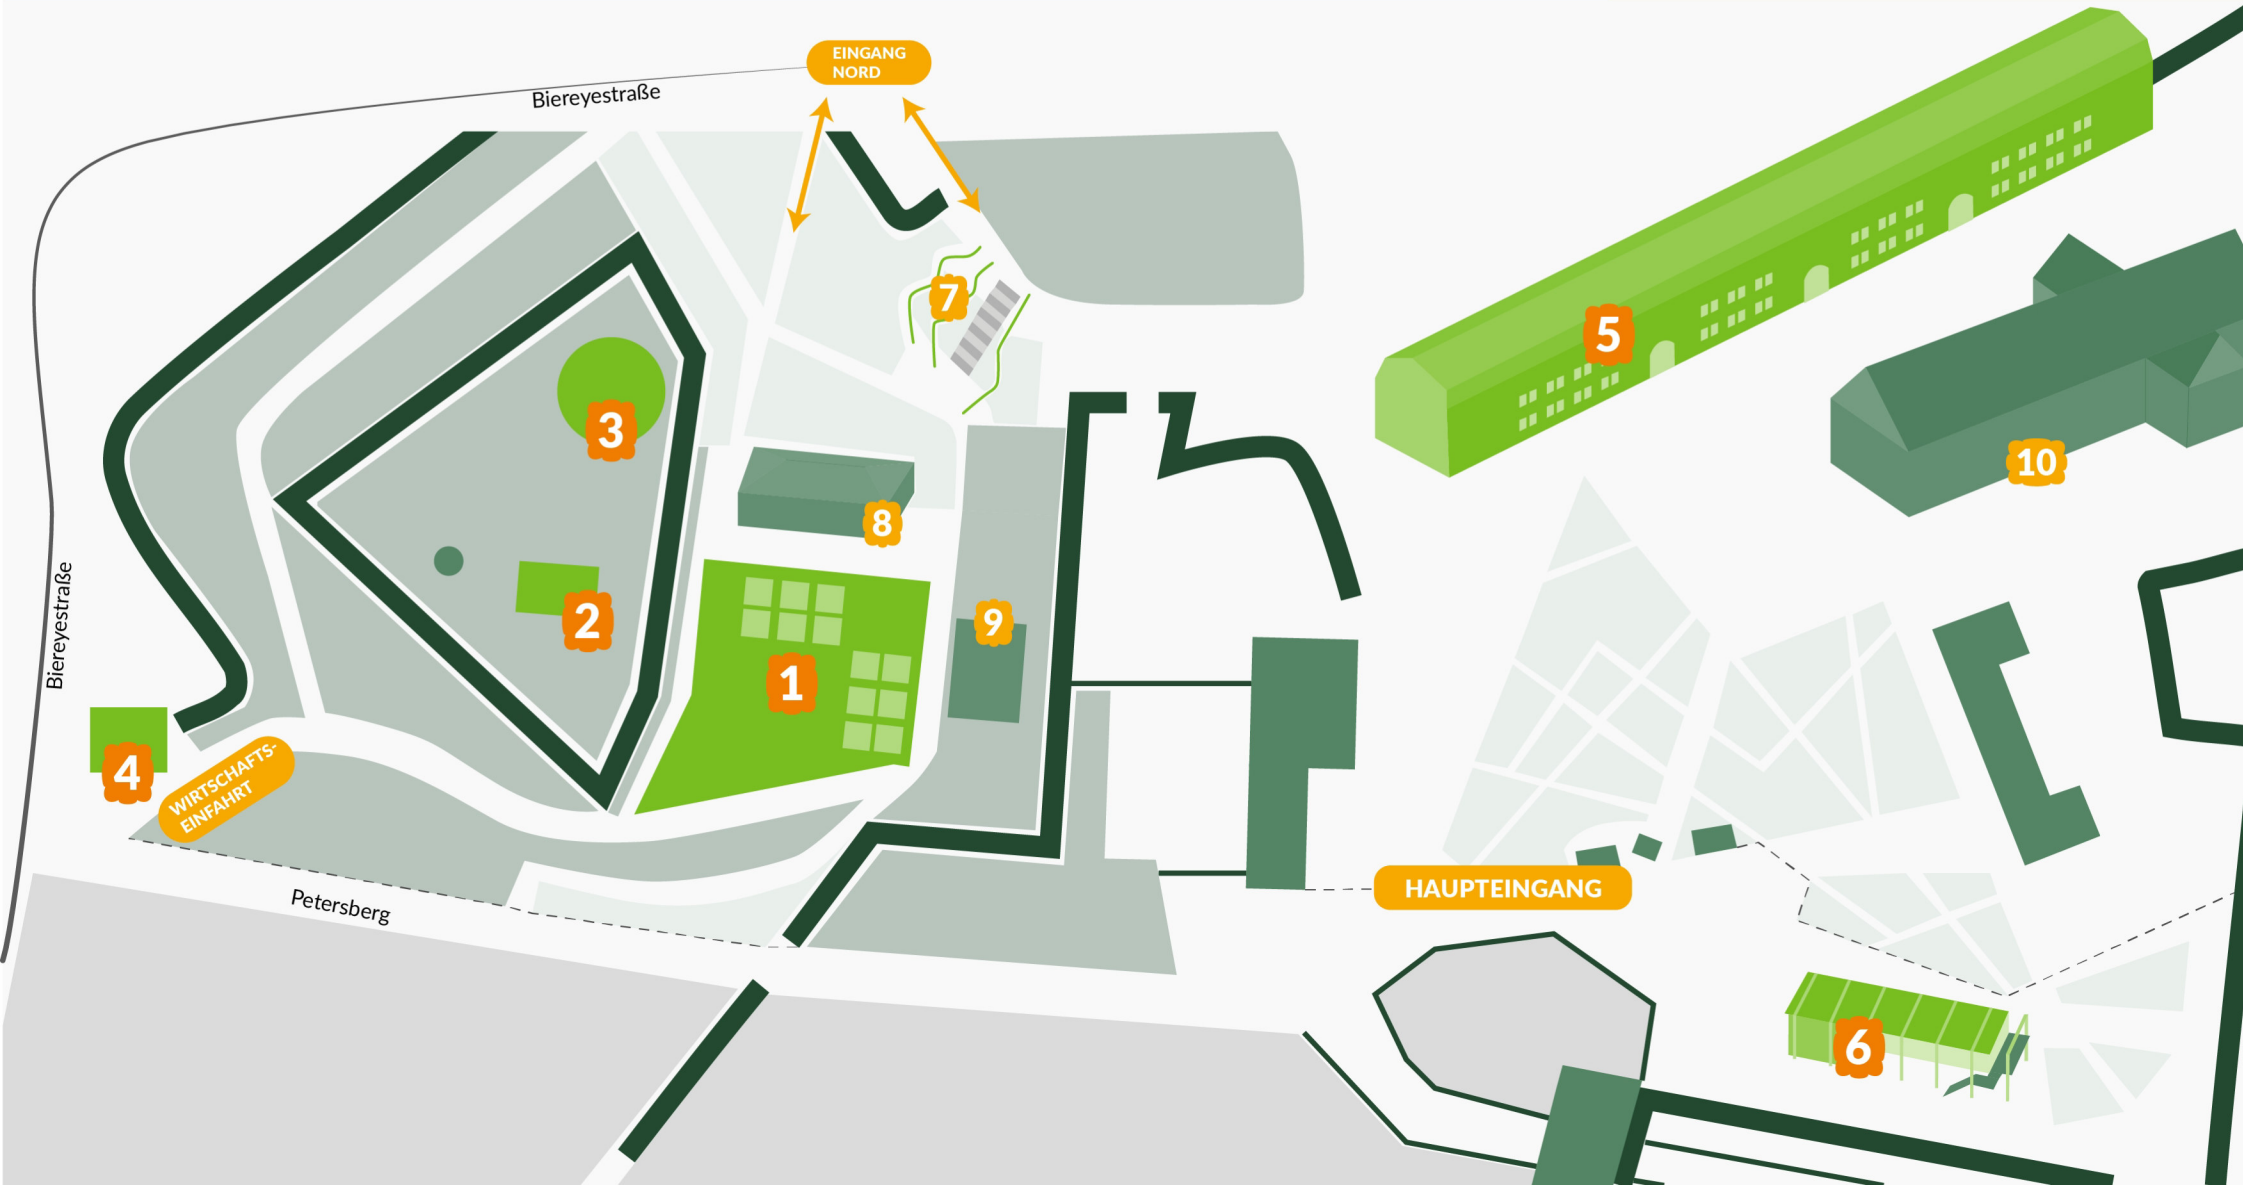 EINGANG
NORD
Biereyestraße
7
5
3
10
8
Biereyestraße
2
9
1
4
WIRTSCHAFTS-
EINFAHRT
HAUPTEINGANG
Petersberg
6